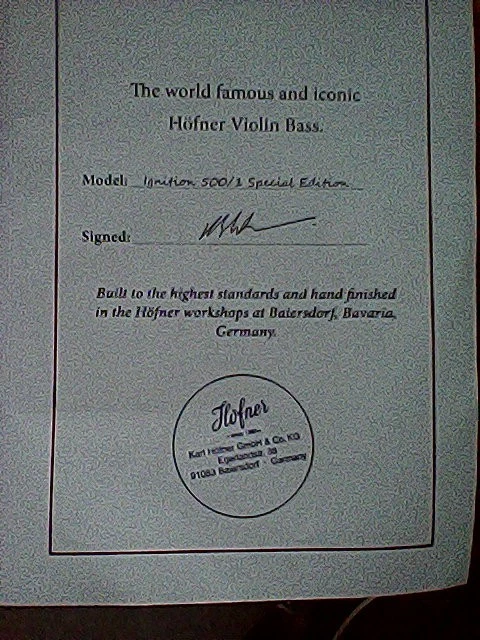 The world famous and iconic
Höfner Violin Bass.
Model: Ignition 500/1 Special Edition
Signed:
Built to the highest standards and hand finished
in the Höfner workshops at Baiersdorf, Bavaria,
Germany.
Höfner
Karl Höfner GmbH & Co. KG
Egerlandstr. 38
91083 Baiersdorf - Germany